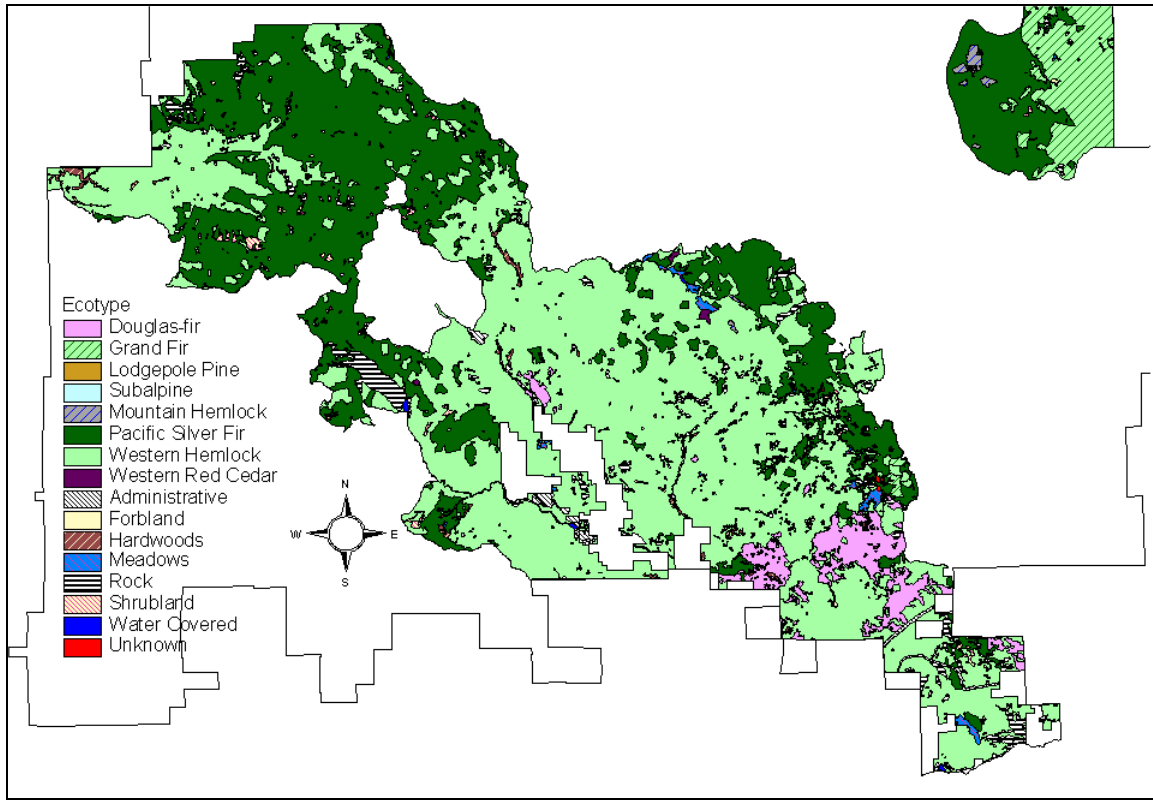 Ecotype
Douglas-fir
Grand Fir
Lodgepole Pine
Subalpine
Mountain Hemlock
Pacific Silver Fir
Western Hemlock
Western Red Cedar
Administrative
Forbland
Hardwoods
Meadows
Rock
Shrubland
Water Covered
Unknown
N
W
E
S